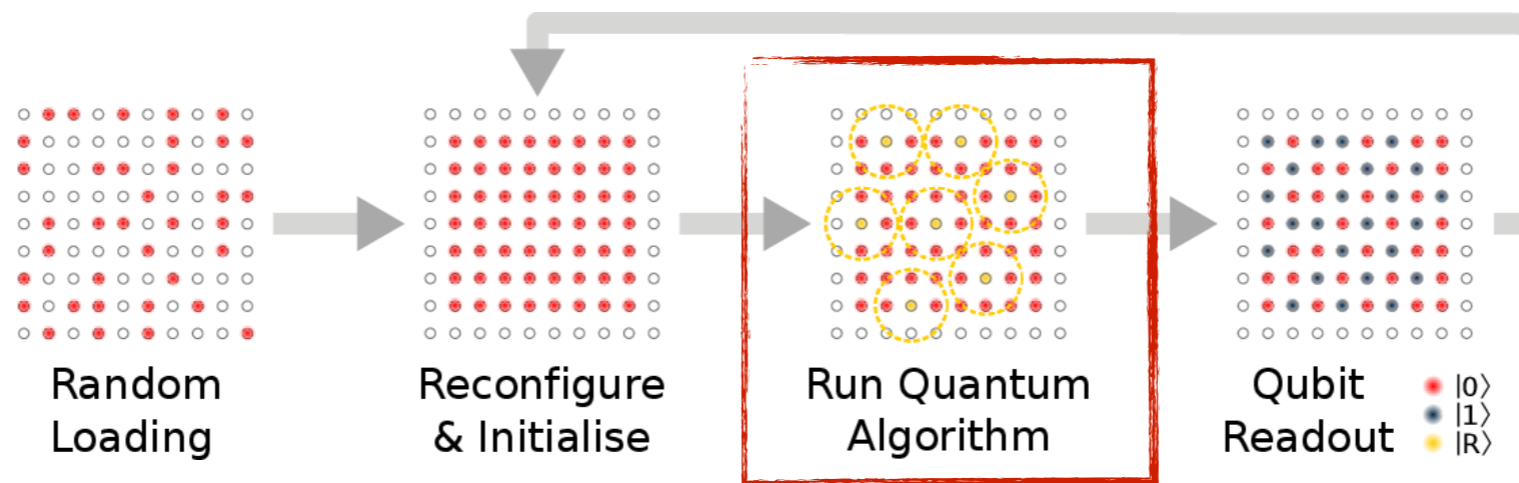 Random
Loading
Reconfigure
& Initialise
Run Quantum
Algorithm
Qubit
Readout
|0⟩
|1⟩
|R⟩